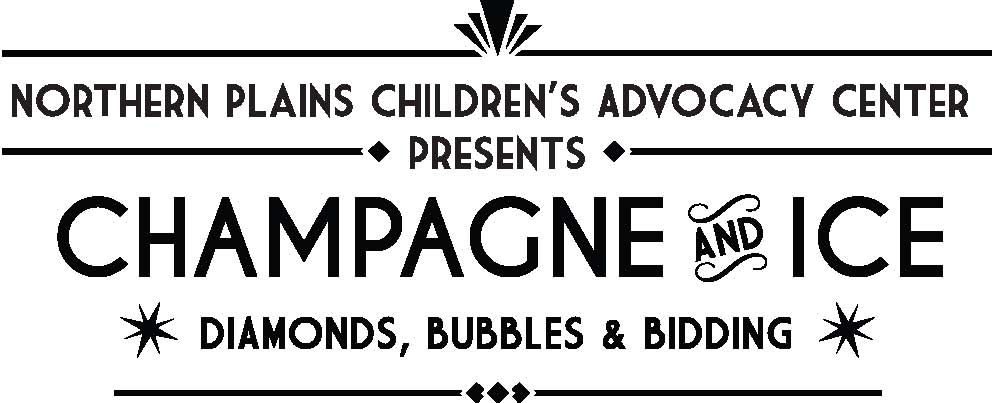 NORTHERN PLAINS CHILDREN'S ADVOCACY CENTER
PRESENTS
CHAMPAGNE AND ICE
DIAMONDS, BUBBLES & BIDDING